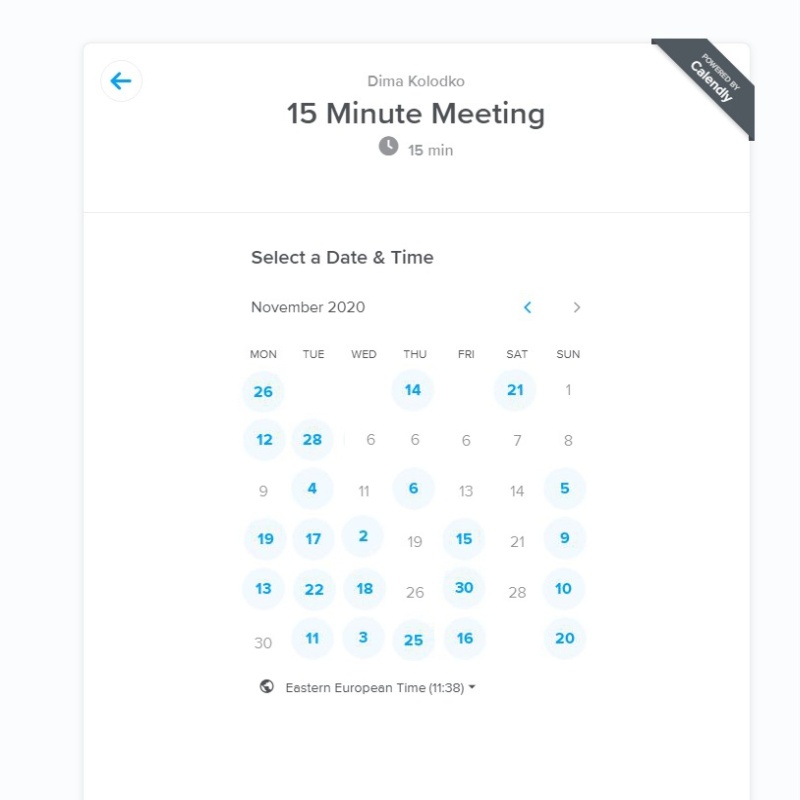 POWERED BY
Calendly
Dima Kolodko
15 Minute Meeting
15 min
Select a Date & Time
November 2020
MON TUE WED THU FRI SAT SUN
26 14 21 1
12 28 6 6 6 7 8
9 4 11 6 13 14 5
19 17 2 19 15 21 9
13 22 18 26 30 28 10
30 11 3 25 16 20
Eastern European Time (11:38)